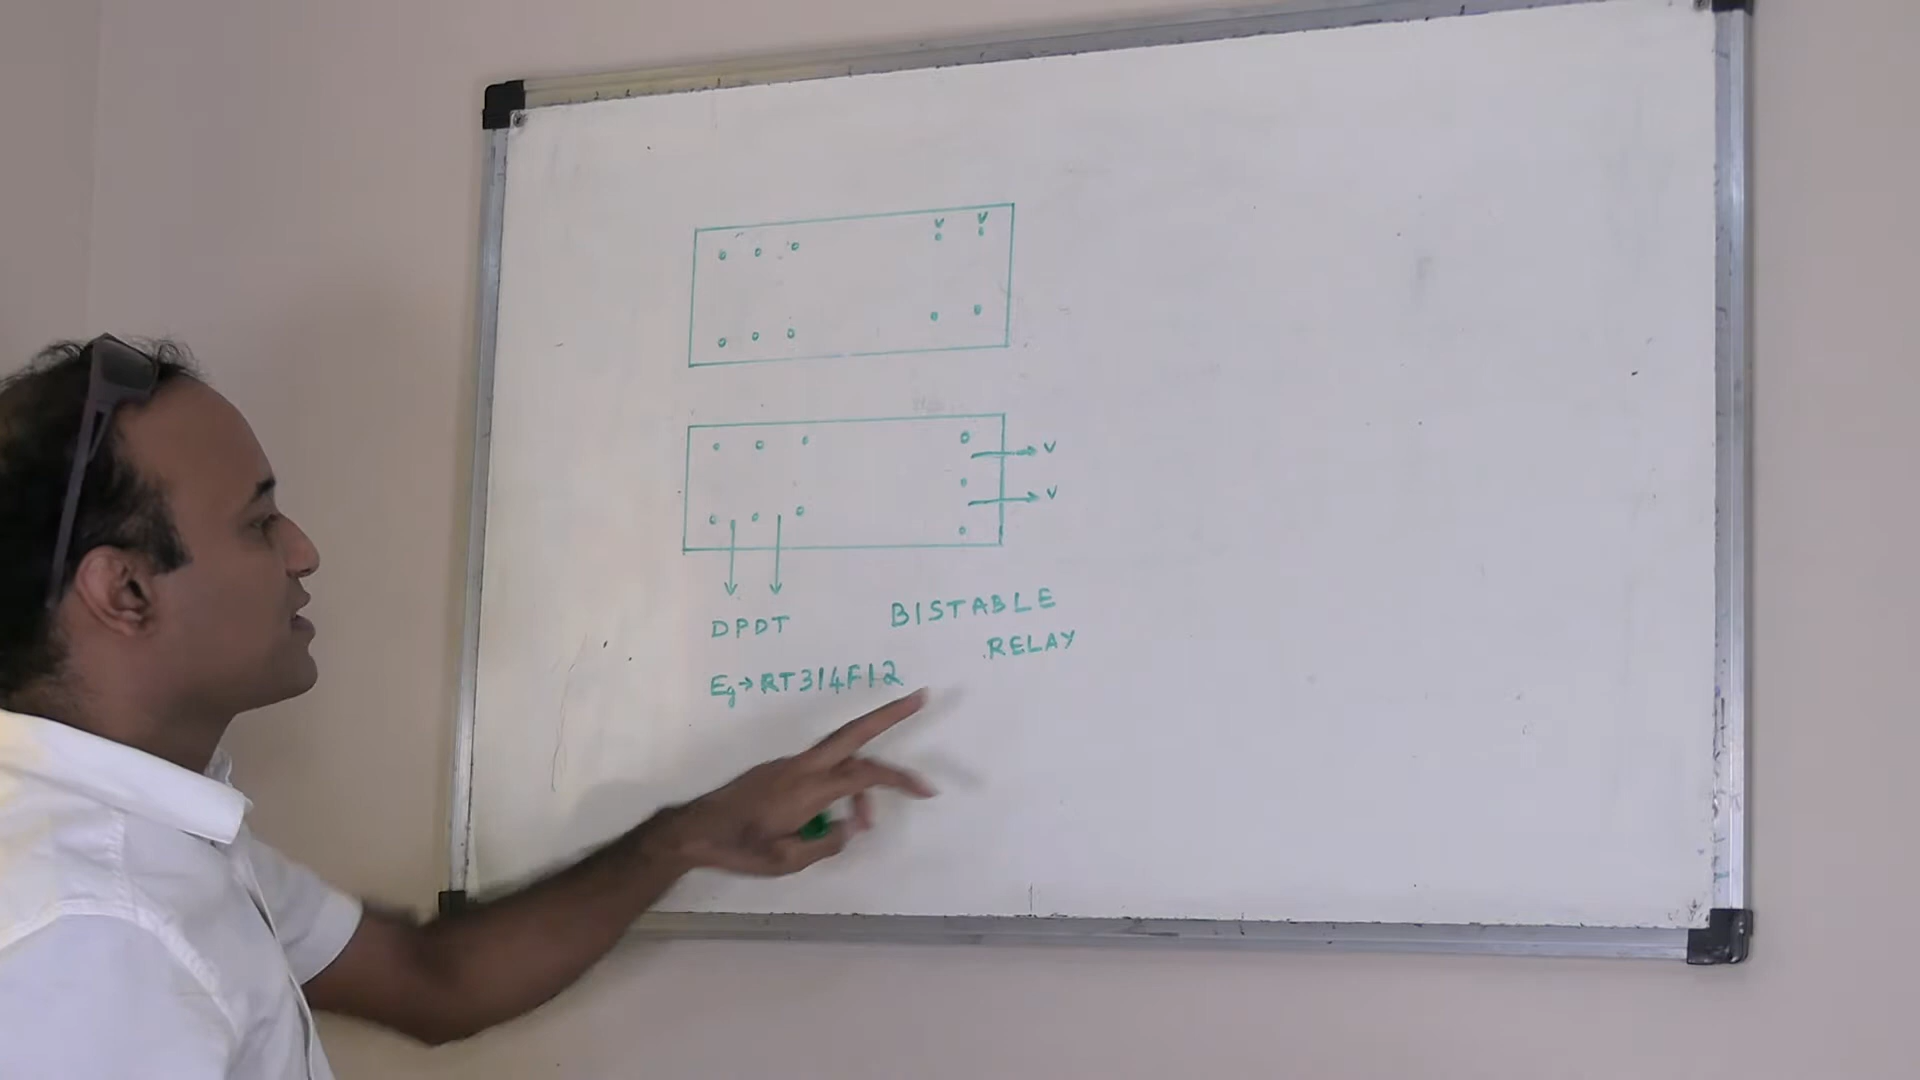 V V
V
V
DPDT
BISTABLE
RELAY
Eg→RT314F12